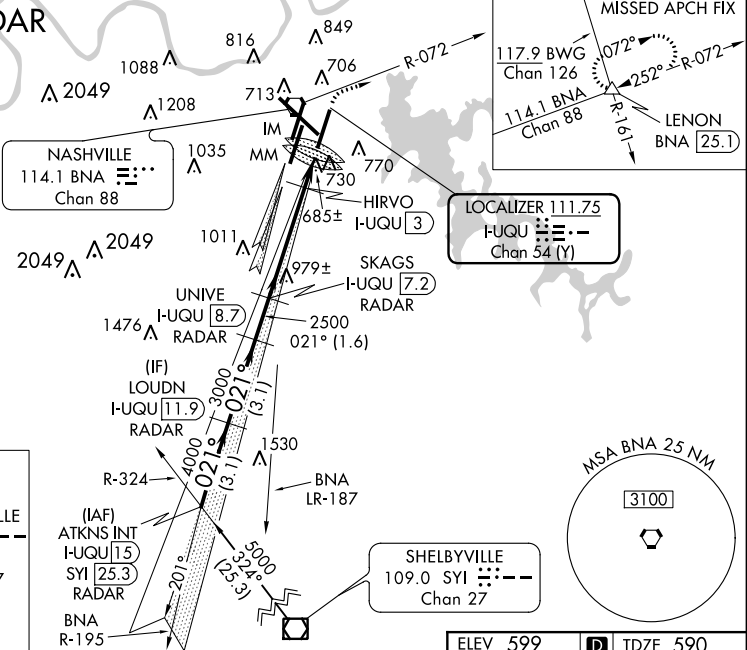 DAR
849
816
1088
706
R-072
2049
713
1208
IM
MM
1035
770
730
NASHVILLE
114.1 BNA
Chan 88
MISSED APCH FIX
117.9 BWG
Chan 126
072°
252°
R-072
114.1 BNA
Chan 88
R-161
LENON
BNA 25.1
HIRVO
I-UQU 3
685±
LOCALIZER 111.75
I-UQU
Chan 54 (Y)
2049
2049
1011
979±
SKAGS
I-UQU 7.2
RADAR
UNIVE
I-UQU 8.7
RADAR
2500
021° (1.6)
1476
(IF)
LOUDN
I-UQU 11.9
RADAR
3000
021°
(3.1)
4000
021°
(3.1)
1530
R-324
BNA
LR-187
(IAF)
ATKNS INT
I-UQU 15
SYI 25.3
RADAR
201°
5000
324°
(25.3)
BNA
R-195
SHELBYVILLE
109.0 SYI
Chan 27
MSA BNA 25 NM
3100
LLE
7
ELEV 599
D
TDZE 590